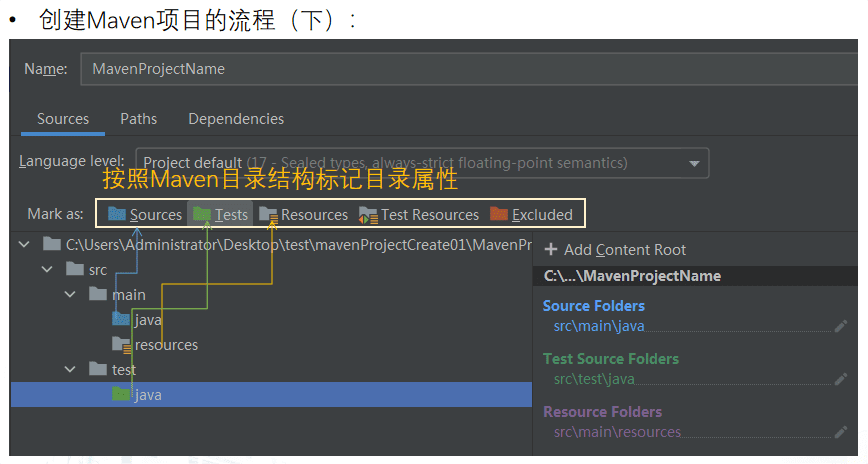 • 创建Maven项目的流程（下）:
Name: MavenProjectName
Sources Paths Dependencies
Language level: Project default (17 - Sealed types, always-strict floating-point semantics)
按照Maven目录结构标记目录属性
Mark as: Sources Tests Resources Test Resources Excluded
C:\Users\Administrator\Desktop\test\mavenProjectCreate01\MavenPr
src
main
java
resources
test
java
+ Add Content Root
C:\...\MavenProjectName
Source Folders
src\main\java
Test Source Folders
src\test\java
Resource Folders
src\main\resources